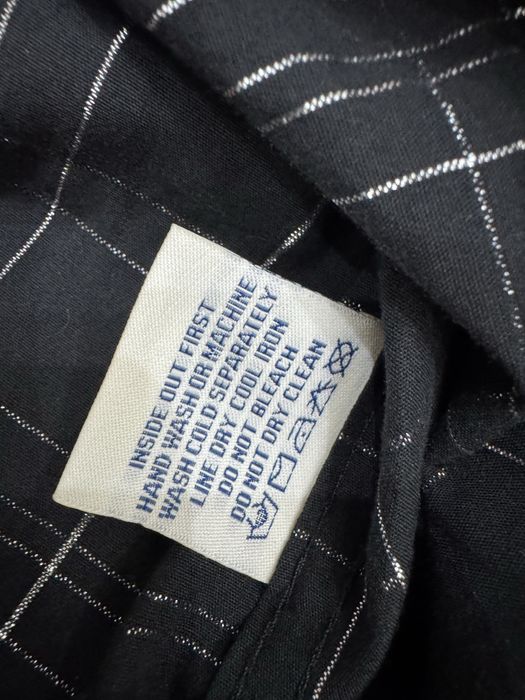 INSIDE OUT FIRST
HAND WASH OR MACHINE
WASH COLD SEPARATELY
LINE DRY COOL IRON
DO NOT BLEACH
DO NOT DRY CLEAN